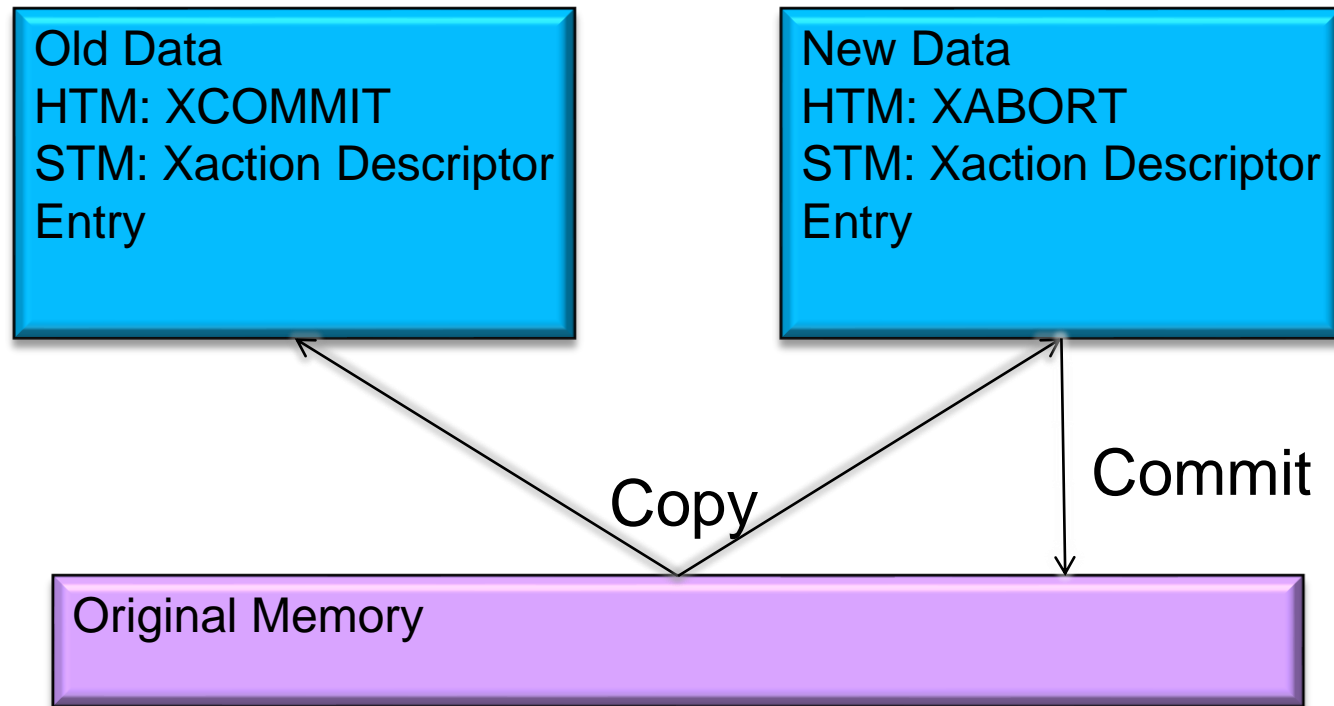 Old Data
HTM: XCOMMIT
STM: Xaction Descriptor
Entry
New Data
HTM: XABORT
STM: Xaction Descriptor
Entry
Copy
Commit
Original Memory